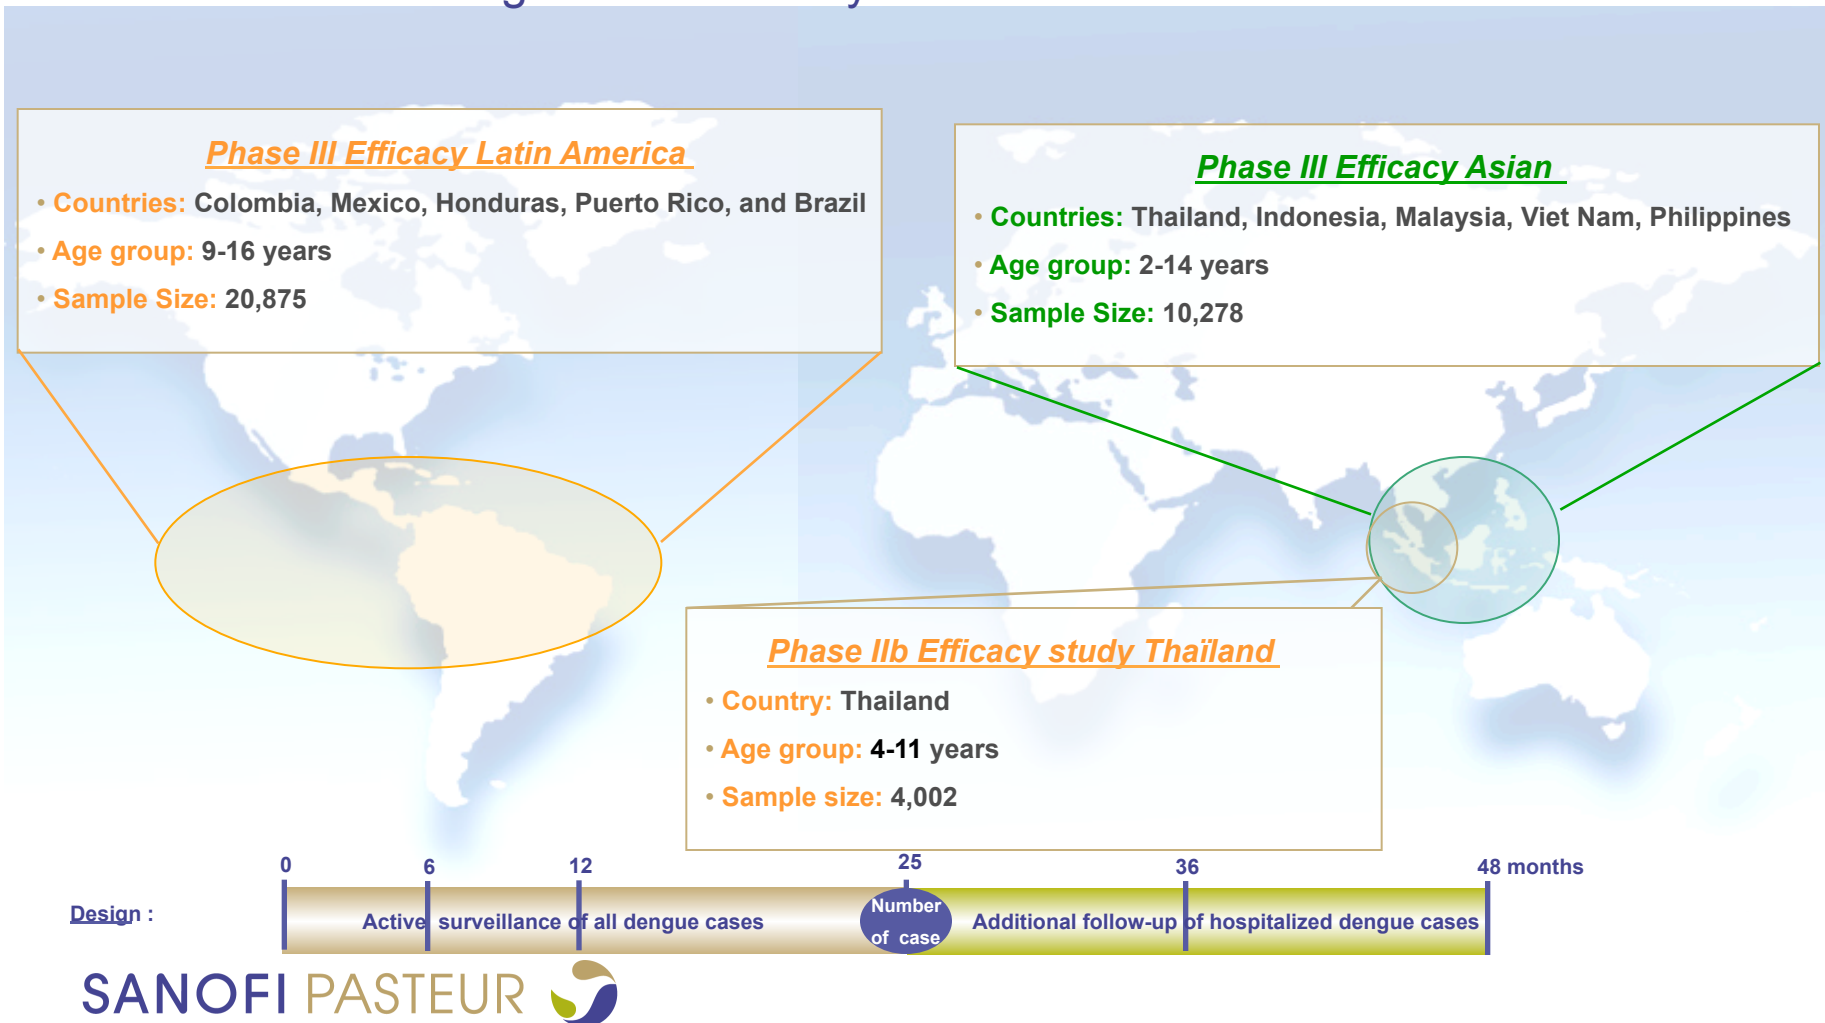 Phase III Efficacy Latin America
• Countries: Colombia, Mexico, Honduras, Puerto Rico, and Brazil
• Age group: 9-16 years
• Sample Size: 20,875
Phase III Efficacy Asian
• Countries: Thailand, Indonesia, Malaysia, Viet Nam, Philippines
• Age group: 2-14 years
• Sample Size: 10,278
Phase IIb Efficacy study Thaïland
• Country: Thailand
• Age group: 4-11 years
• Sample size: 4,002
0 6 12 25 36 48 months
Design :
Active surveillance of all dengue cases
Number
of case
Additional follow-up of hospitalized dengue cases
SANOFI PASTEUR